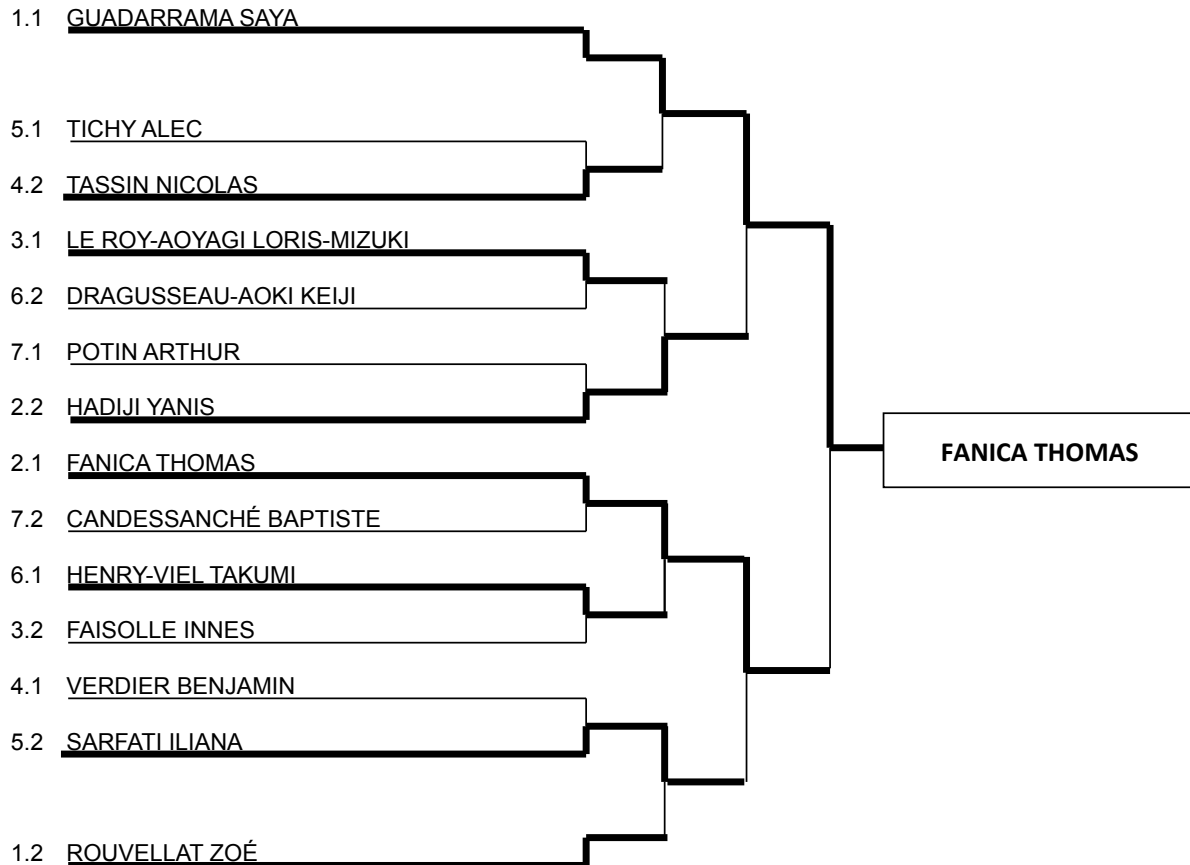 1.1 GUADARRAMA SAYA
5.1 TICHY ALEC
4.2 TASSIN NICOLAS
3.1 LE ROY-AOYAGI LORIS-MIZUKI
6.2 DRAGUSSEAU-AOKI KEIJI
7.1 POTIN ARTHUR
2.2 HADIJI YANIS
2.1 FANICA THOMAS
7.2 CANDESSANCHÉ BAPTISTE
6.1 HENRY-VIEL TAKUMI
3.2 FAISOLLE INNES
4.1 VERDIER BENJAMIN
5.2 SARFATI ILIANA
1.2 ROUVELLAT ZOÉ
FANICA THOMAS